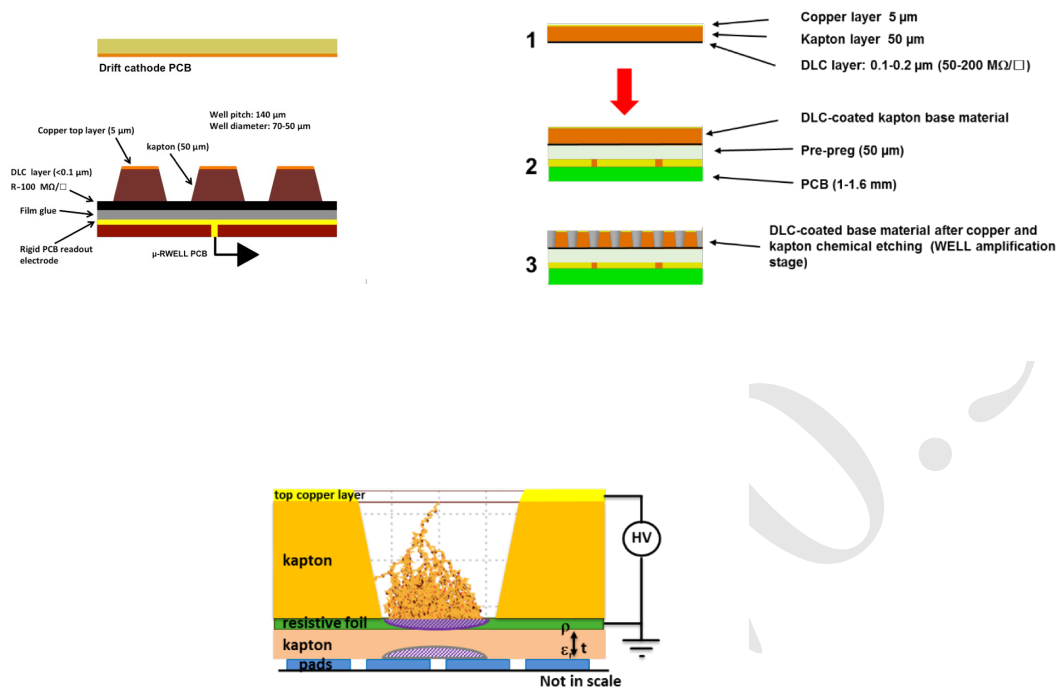 Drift cathode PCB
Well pitch: 140 µm
Well diameter: 70-50 µm
Copper top layer (5 µm)
kapton (50 µm)
DLC layer (<0.1 µm)
R~100 MΩ/□
Film glue
Rigid PCB readout
electrode
µ-RWELL PCB
1
Copper layer 5 µm
Kapton layer 50 µm
DLC layer: 0.1-0.2 µm (50-200 MΩ/□)
2
DLC-coated kapton base material
Pre-preg (50 µm)
PCB (1-1.6 mm)
3
DLC-coated base material after copper and
kapton chemical etching (WELL amplification
stage)
top copper layer
HV
kapton
resistive foil
ρ
kapton
εr t
pads
Not in scale